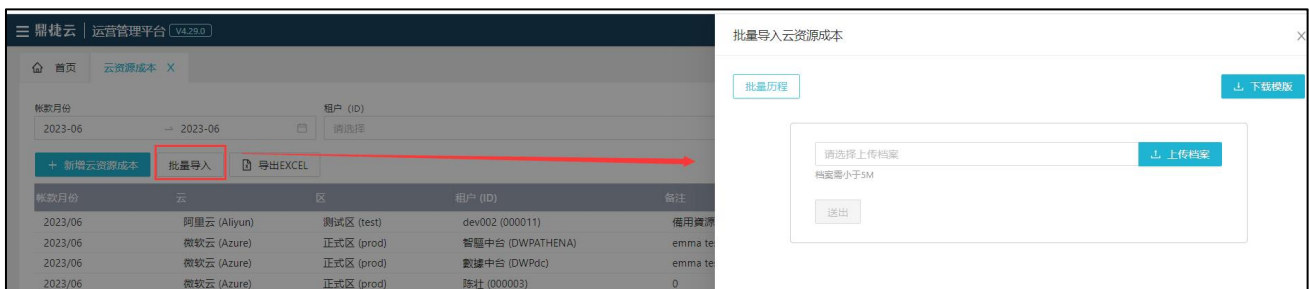 鼎捷云 | 运营管理平台 V4.29.0
首页 云资源成本 X
帐款月份 租户 (ID)
2023-06 → 2023-06 请选择
+ 新增云资源成本 批量导入 导出EXCEL
帐款月份 云 区 租户 (ID) 备注
2023/06 阿里云 (Aliyun) 测试区 (test) dev002 (000011) 備用資源
2023/06 微软云 (Azure) 正式区 (prod) 智驅中台 (DWPATHENA) emma te
2023/06 微软云 (Azure) 正式区 (prod) 數據中台 (DWPdc) emma te
2023/06 微软云 (Azure) 正式区 (prod) 陈壮 (000003) 0
批量导入云资源成本 X
批量历程 下载模版
请选择上传档案 上传档案
档案需小于5M
送出